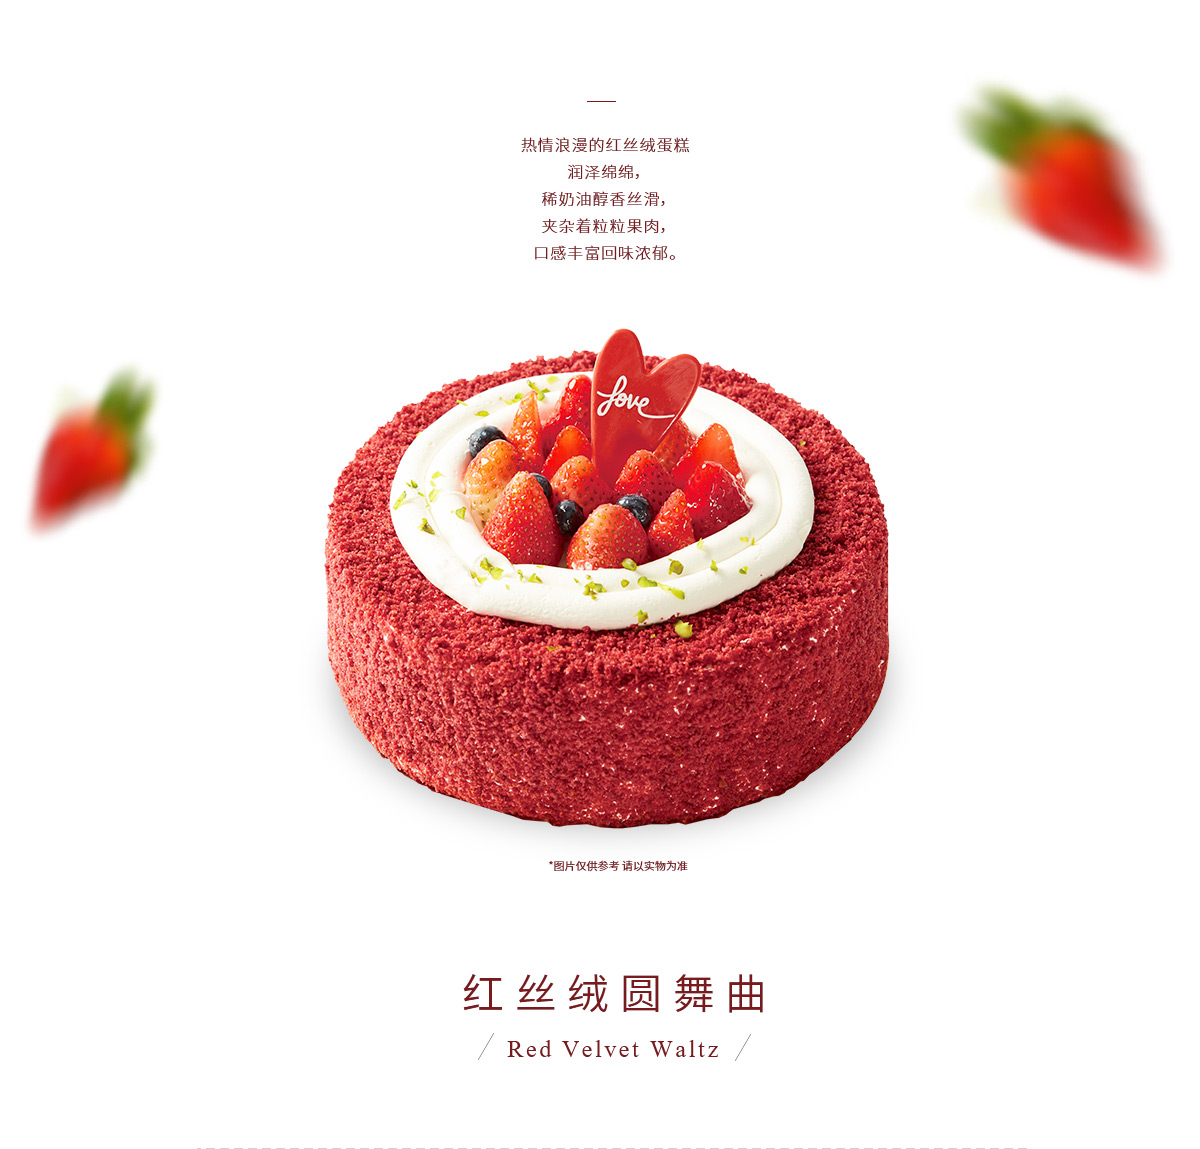 热情浪漫的红丝绒蛋糕
润泽绵绵，
稀奶油醇香丝滑，
夹杂着粒粒果肉，
口感丰富回味浓郁。
love
*图片仅供参考 请以实物为准
红丝绒圆舞曲
Red Velvet Waltz